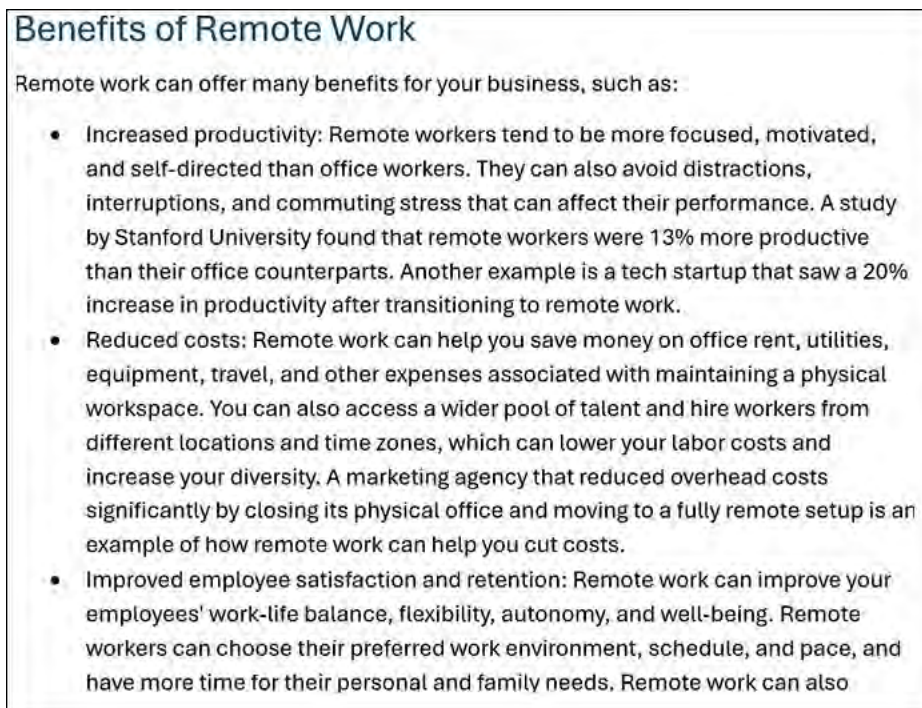 Benefits of Remote Work
Remote work can offer many benefits for your business, such as:
• Increased productivity: Remote workers tend to be more focused, motivated,
and self-directed than office workers. They can also avoid distractions,
interruptions, and commuting stress that can affect their performance. A study
by Stanford University found that remote workers were 13% more productive
than their office counterparts. Another example is a tech startup that saw a 20%
increase in productivity after transitioning to remote work.
• Reduced costs: Remote work can help you save money on office rent, utilities,
equipment, travel, and other expenses associated with maintaining a physical
workspace. You can also access a wider pool of talent and hire workers from
different locations and time zones, which can lower your labor costs and
increase your diversity. A marketing agency that reduced overhead costs
significantly by closing its physical office and moving to a fully remote setup is an
example of how remote work can help you cut costs.
• Improved employee satisfaction and retention: Remote work can improve your
employees' work-life balance, flexibility, autonomy, and well-being. Remote
workers can choose their preferred work environment, schedule, and pace, and
have more time for their personal and family needs. Remote work can also